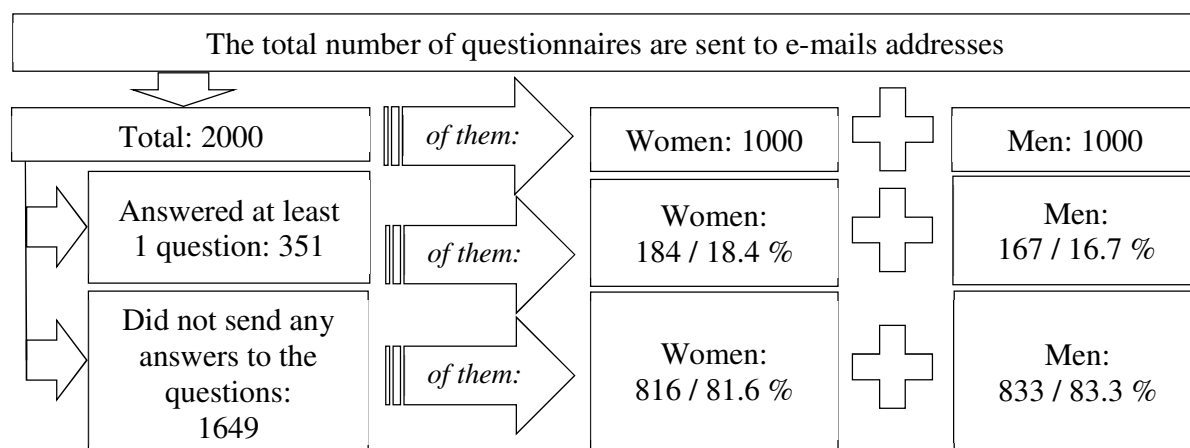 The total number of questionnaires are sent to e-mails addresses
Total: 2000
of them:
Women: 1000
Men: 1000
Answered at least
1 question: 351
of them:
Women:
184 / 18.4 %
Men:
167 / 16.7 %
Did not send any
answers to the
questions:
1649
of them:
Women:
816 / 81.6 %
Men:
833 / 83.3 %